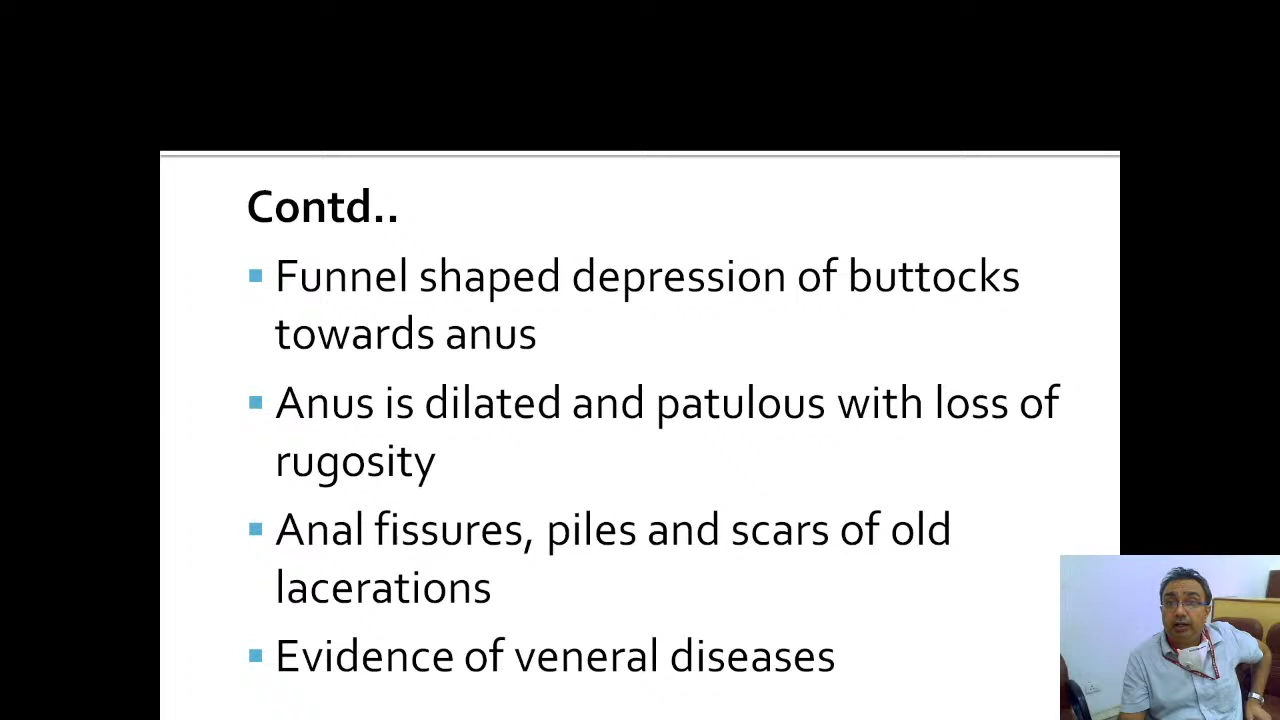 Contd..
Funnel shaped depression of buttocks
towards anus
Anus is dilated and patulous with loss of
rugosity
Anal fissures, piles and scars of old
lacerations
Evidence of veneral diseases